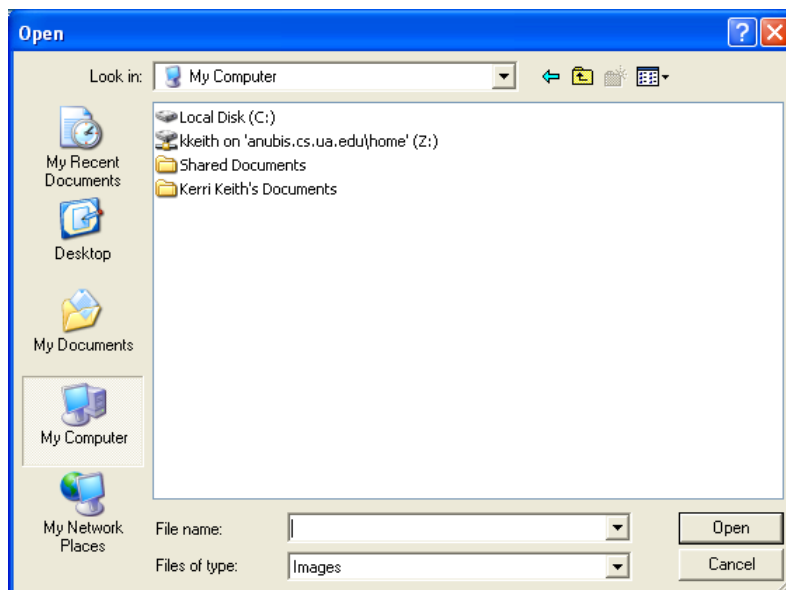 Open
Look in:
My Computer
Local Disk (C:)
kkeith on 'anubis.cs.ua.edu\home' (Z:)
Shared Documents
Kerri Keith's Documents
My Recent
Documents
Desktop
My Documents
My Computer
My Network
Places
File name:
Open
Files of type:
Images
Cancel